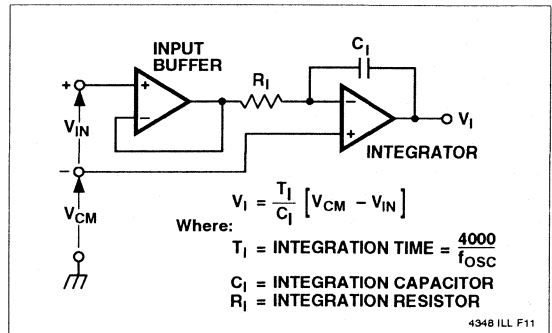 INPUT
BUFFER
C_I
R_I
+
+
−
−
+
−
V_IN
V_I
INTEGRATOR
V_CM
V_I = T_I/C_I [V_CM − V_IN]
Where:
T_I = INTEGRATION TIME = 4000/f_OSC
C_I = INTEGRATION CAPACITOR
R_I = INTEGRATION RESISTOR
4348 ILL F11